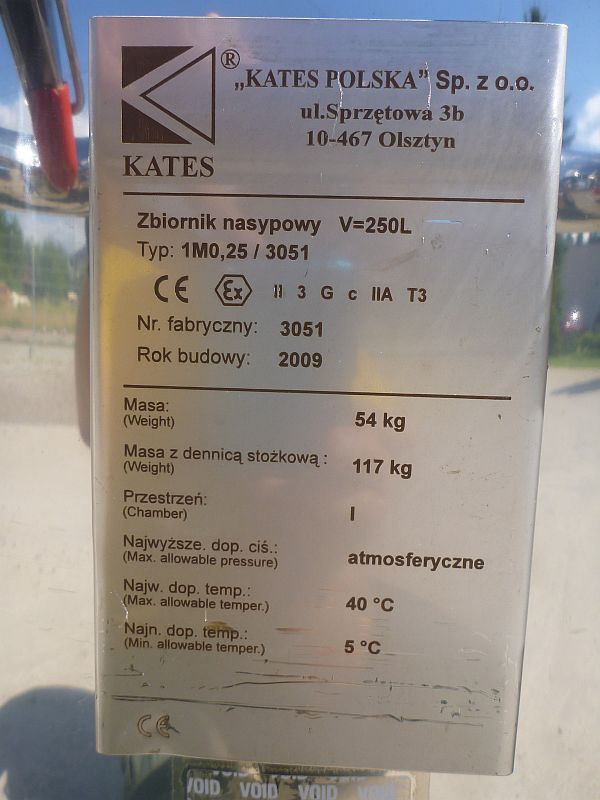 ® „KATES POLSKA” Sp. z o.o.
ul.Sprzętowa 3b
10-467 Olsztyn
KATES
Zbiornik nasypowy V=250L
Typ: 1M0,25 / 3051
CE Ex II 3 G c IIA T3
Nr. fabryczny: 3051
Rok budowy: 2009
Masa: 54 kg
(Weight)
Masa z dennicą stożkową : 117 kg
(Weight)
Przestrzeń: I
(Chamber)
Najwyższe. dop. ciś.: atmosferyczne
(Max. allowable pressure)
Najw. dop. temp.: 40 °C
(Max. allowable temper.)
Najn. dop. temp.: 5 °C
(Min. allowable temper.)
CE
VOID VOID VOID
VOID VOID VOID VOID